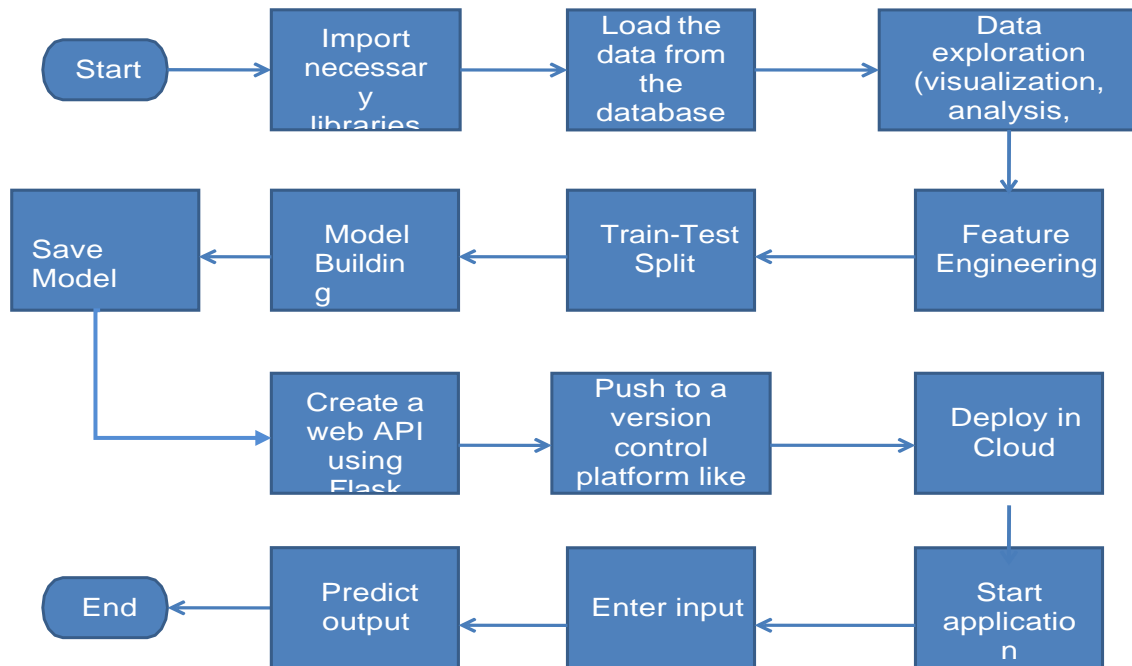 Start
Import
necessar
y
libraries
Load the
data from
the
database
Data
exploration
(visualization,
analysis,
Feature
Engineering
Train-Test
Split
Model
Buildin
g
Save
Model
Create a
web API
using
Flask
Push to a
version
control
platform like
Deploy in
Cloud
Start
applicatio
n
Enter input
Predict
output
End